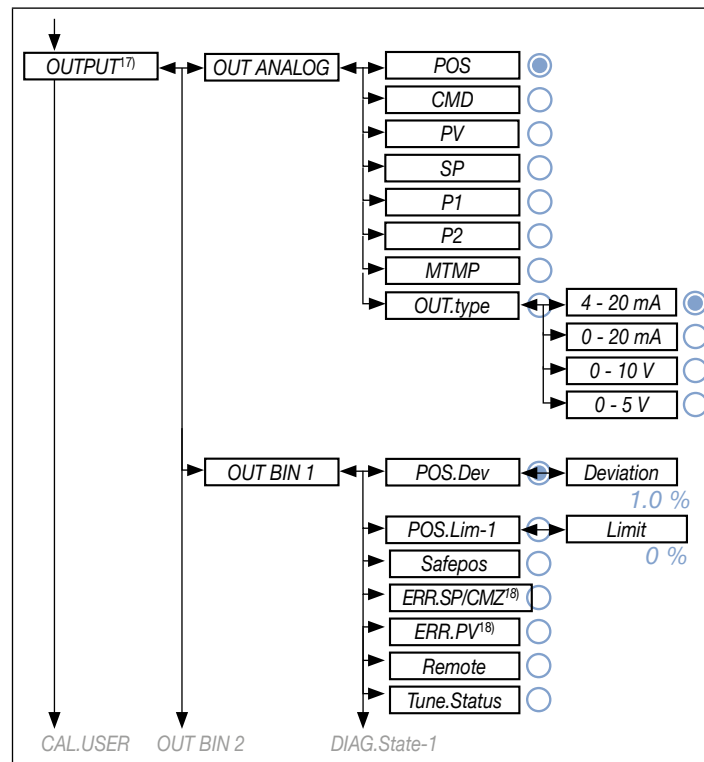 OUTPUT17) OUT ANALOG POS
CMD
PV
SP
P1
P2
MTMP
OUT.type 4 - 20 mA
0 - 20 mA
0 - 10 V
0 - 5 V
OUT BIN 1 POS.Dev Deviation
1.0 %
POS.Lim-1 Limit
0 %
Safepos
ERR.SP/CMZ18)
ERR.PV18)
Remote
Tune.Status
CAL.USER OUT BIN 2 DIAG.State-1